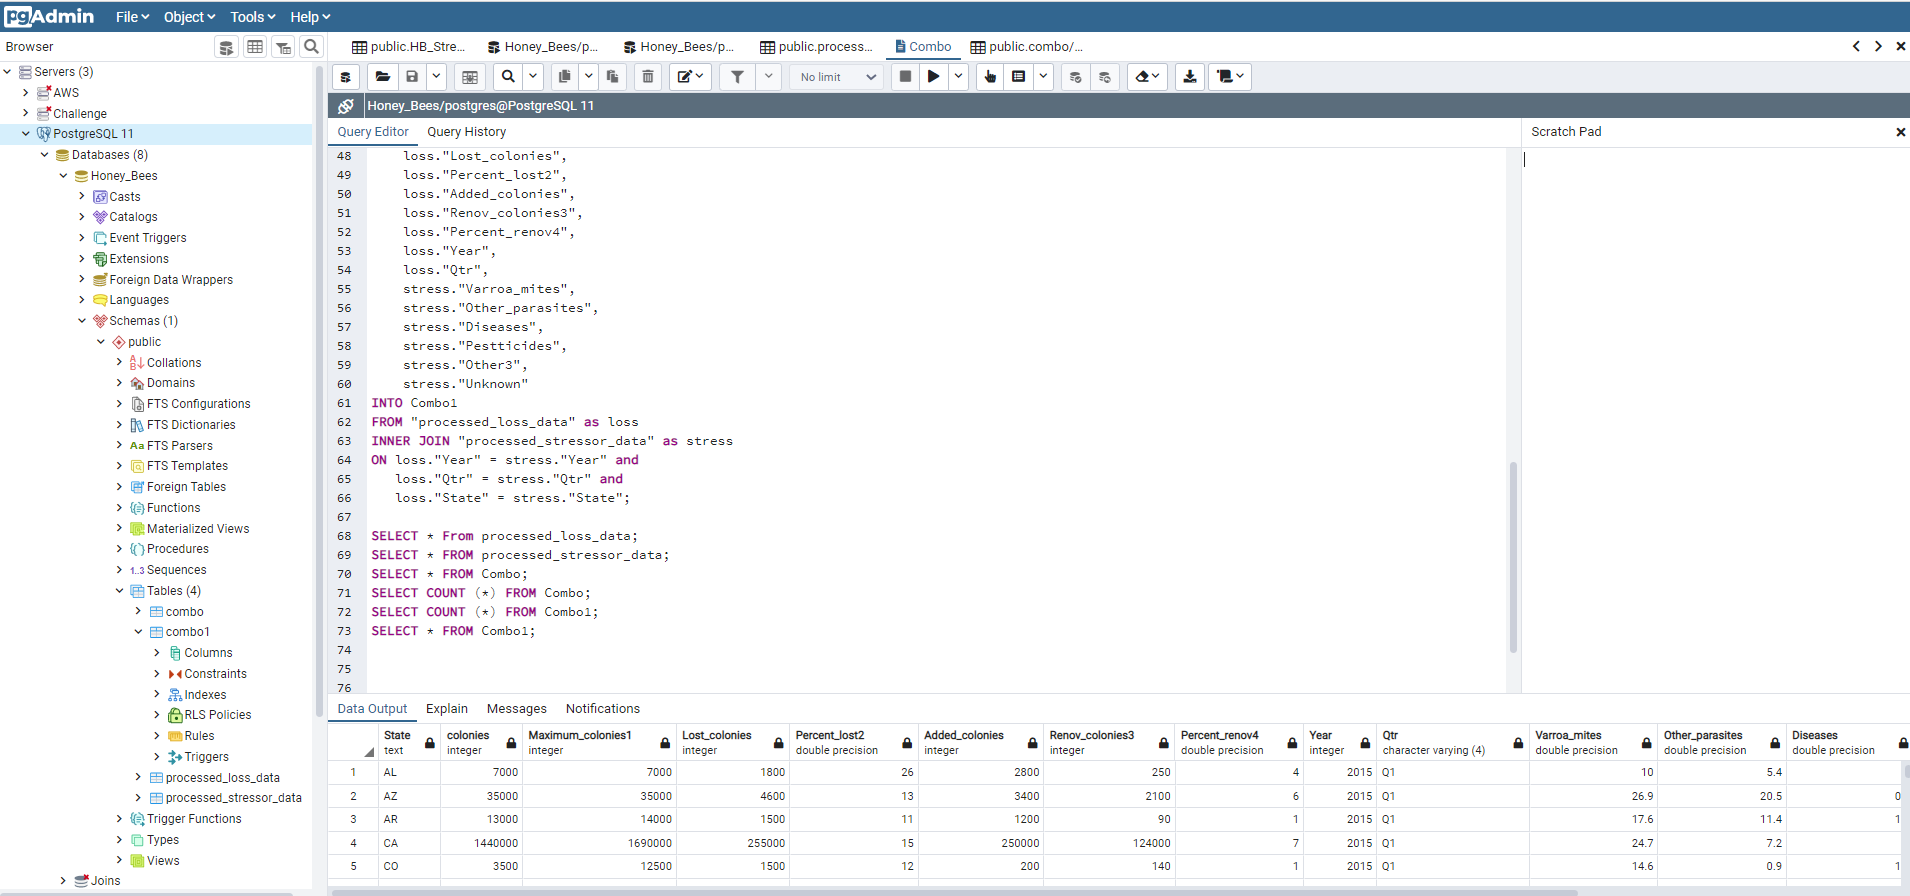 pgAdmin File Object Tools Help
Browser
public.HB_Stre... Honey_Bees/p... Honey_Bees/p... public.process... Combo public.combo/...
No limit
Honey_Bees/postgres@PostgreSQL 11
Query Editor Query History
Scratch Pad
Servers (3)
AWS
Challenge
PostgreSQL 11
Databases (8)
Honey_Bees
Casts
Catalogs
Event Triggers
Extensions
Foreign Data Wrappers
Languages
Schemas (1)
public
Collations
Domains
FTS Configurations
FTS Dictionaries
Aa FTS Parsers
FTS Templates
Foreign Tables
Functions
Materialized Views
Procedures
1..3 Sequences
Tables (4)
combo
combo1
Columns
Constraints
Indexes
RLS Policies
Rules
Triggers
processed_loss_data
processed_stressor_data
Trigger Functions
Types
Views
Joins
48 loss."Lost_colonies",
49 loss."Percent_lost2",
50 loss."Added_colonies",
51 loss."Renov_colonies3",
52 loss."Percent_renov4",
53 loss."Year",
54 loss."Qtr",
55 stress."Varroa_mites",
56 stress."Other_parasites",
57 stress."Diseases",
58 stress."Pestticides",
59 stress."Other3",
60 stress."Unknown"
61 INTO Combo1
62 FROM "processed_loss_data" as loss
63 INNER JOIN "processed_stressor_data" as stress
64 ON loss."Year" = stress."Year" and
65 loss."Qtr" = stress."Qtr" and
66 loss."State" = stress."State";
67
68 SELECT * From processed_loss_data;
69 SELECT * FROM processed_stressor_data;
70 SELECT * FROM Combo;
71 SELECT COUNT (*) FROM Combo;
72 SELECT COUNT (*) FROM Combo1;
73 SELECT * FROM Combo1;
74
75
76
Data Output Explain Messages Notifications
State colonies Maximum_colonies1 Lost_colonies Percent_lost2 Added_colonies Renov_colonies3 Percent_renov4 Year Qtr Varroa_mites Other_parasites Diseases
text integer integer integer double precision integer integer double precision integer character varying (4) double precision double precision double precision
1 AL 7000 7000 1800 26 2800 250 4 2015 Q1 10 5.4
2 AZ 35000 35000 4600 13 3400 2100 6 2015 Q1 26.9 20.5 0
3 AR 13000 14000 1500 11 1200 90 1 2015 Q1 17.6 11.4 1
4 CA 1440000 1690000 255000 15 250000 124000 7 2015 Q1 24.7 7.2
5 CO 3500 12500 1500 12 200 140 1 2015 Q1 14.6 0.9 1